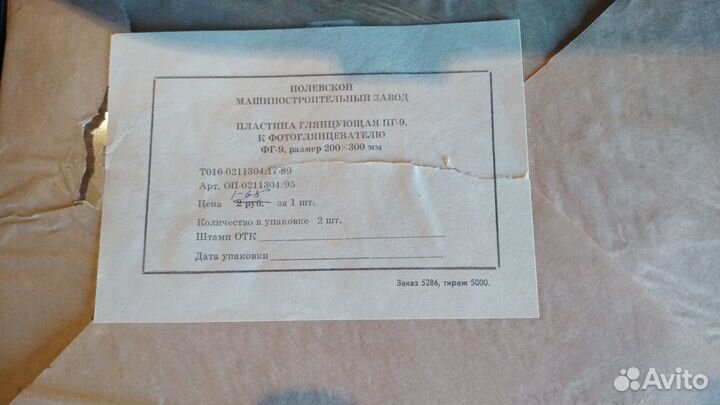 ПОЛЕВСКОЙ
МАШИНОСТРОИТЕЛЬНЫЙ ЗАВОД
ПЛАСТИНА ГЛЯНЦУЮЩАЯ ПГ-9,
К ФОТОГЛЯНЦЕВАТЕЛЮ
ФГ-9, размер 200×300 мм
ТО16-0211304.17-89
Арт. ОП-0211304/95
1-65
Цена 2 руб. за 1 шт.
Количество в упаковке 2 шт.
Штамп ОТК
Дата упаковки
Заказ 5286, тираж 5000.
Avito